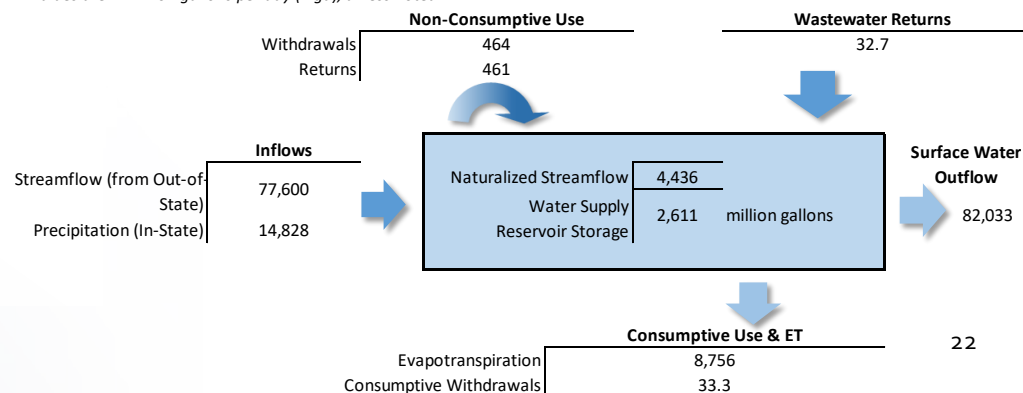 Non-Consumptive Use
Withdrawals 464
Returns 461
Wastewater Returns
32.7
Inflows
Streamflow (from Out-of-
State) 77,600
Precipitation (In-State) 14,828
Naturalized Streamflow 4,436
Water Supply
Reservoir Storage 2,611 million gallons
Surface Water
Outflow
82,033
Consumptive Use & ET
Evapotranspiration 8,756
Consumptive Withdrawals 33.3
22